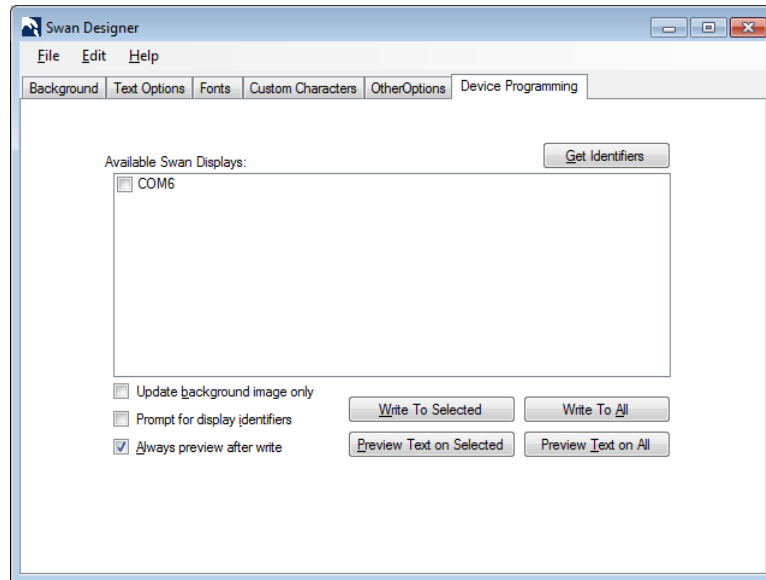 Swan Designer
File Edit Help
Background Text Options Fonts Custom Characters OtherOptions Device Programming
Get Identifiers
Available Swan Displays:
COM6
Update background image only
Prompt for display identifiers
Always preview after write
Write To Selected Write To All
Preview Text on Selected Preview Text on All